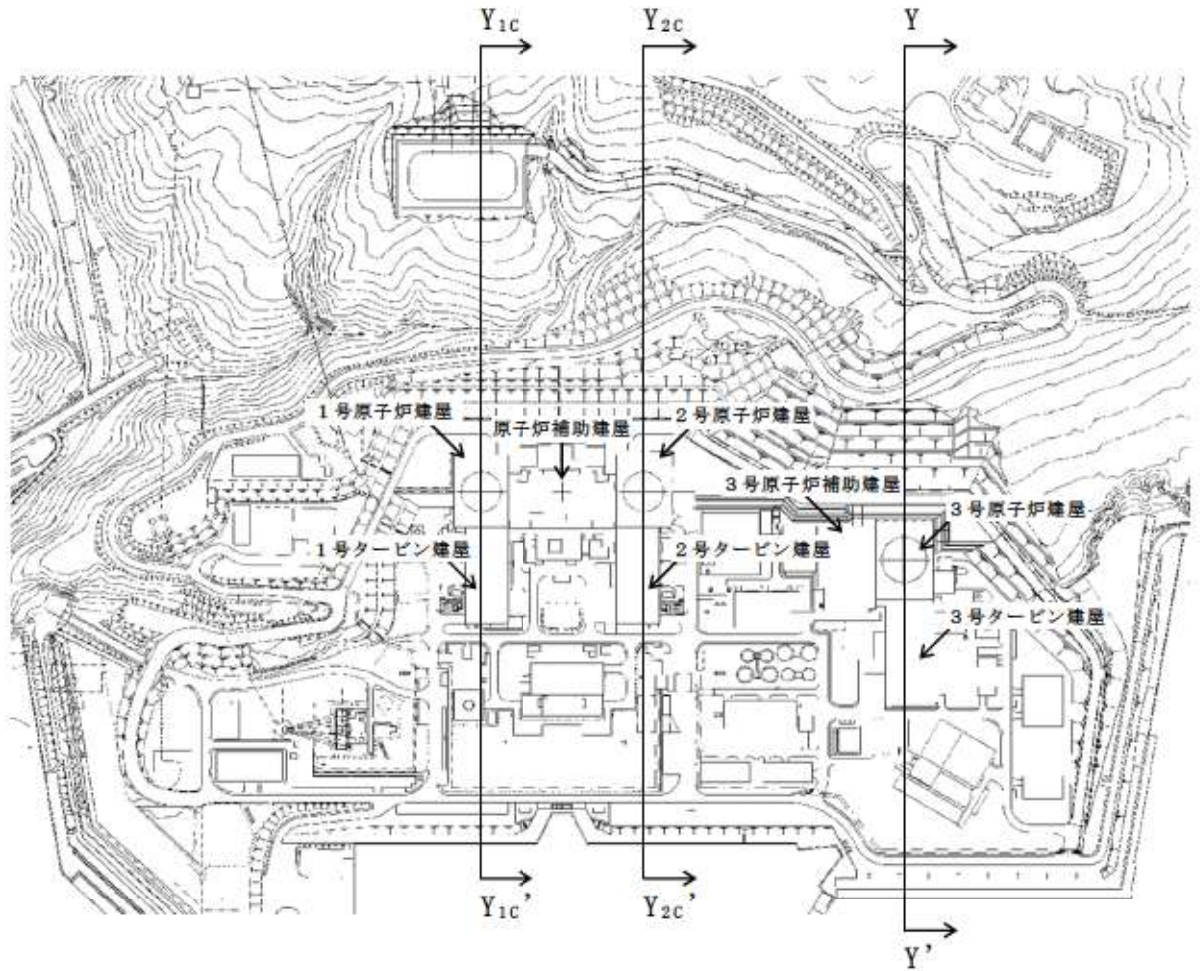 Y1C
Y2C
Y
1号原子炉建屋
原子炉補助建屋
2号原子炉建屋
3号原子炉補助建屋
3号原子炉建屋
1号タービン建屋
2号タービン建屋
3号タービン建屋
Y1C'
Y2C'
Y'